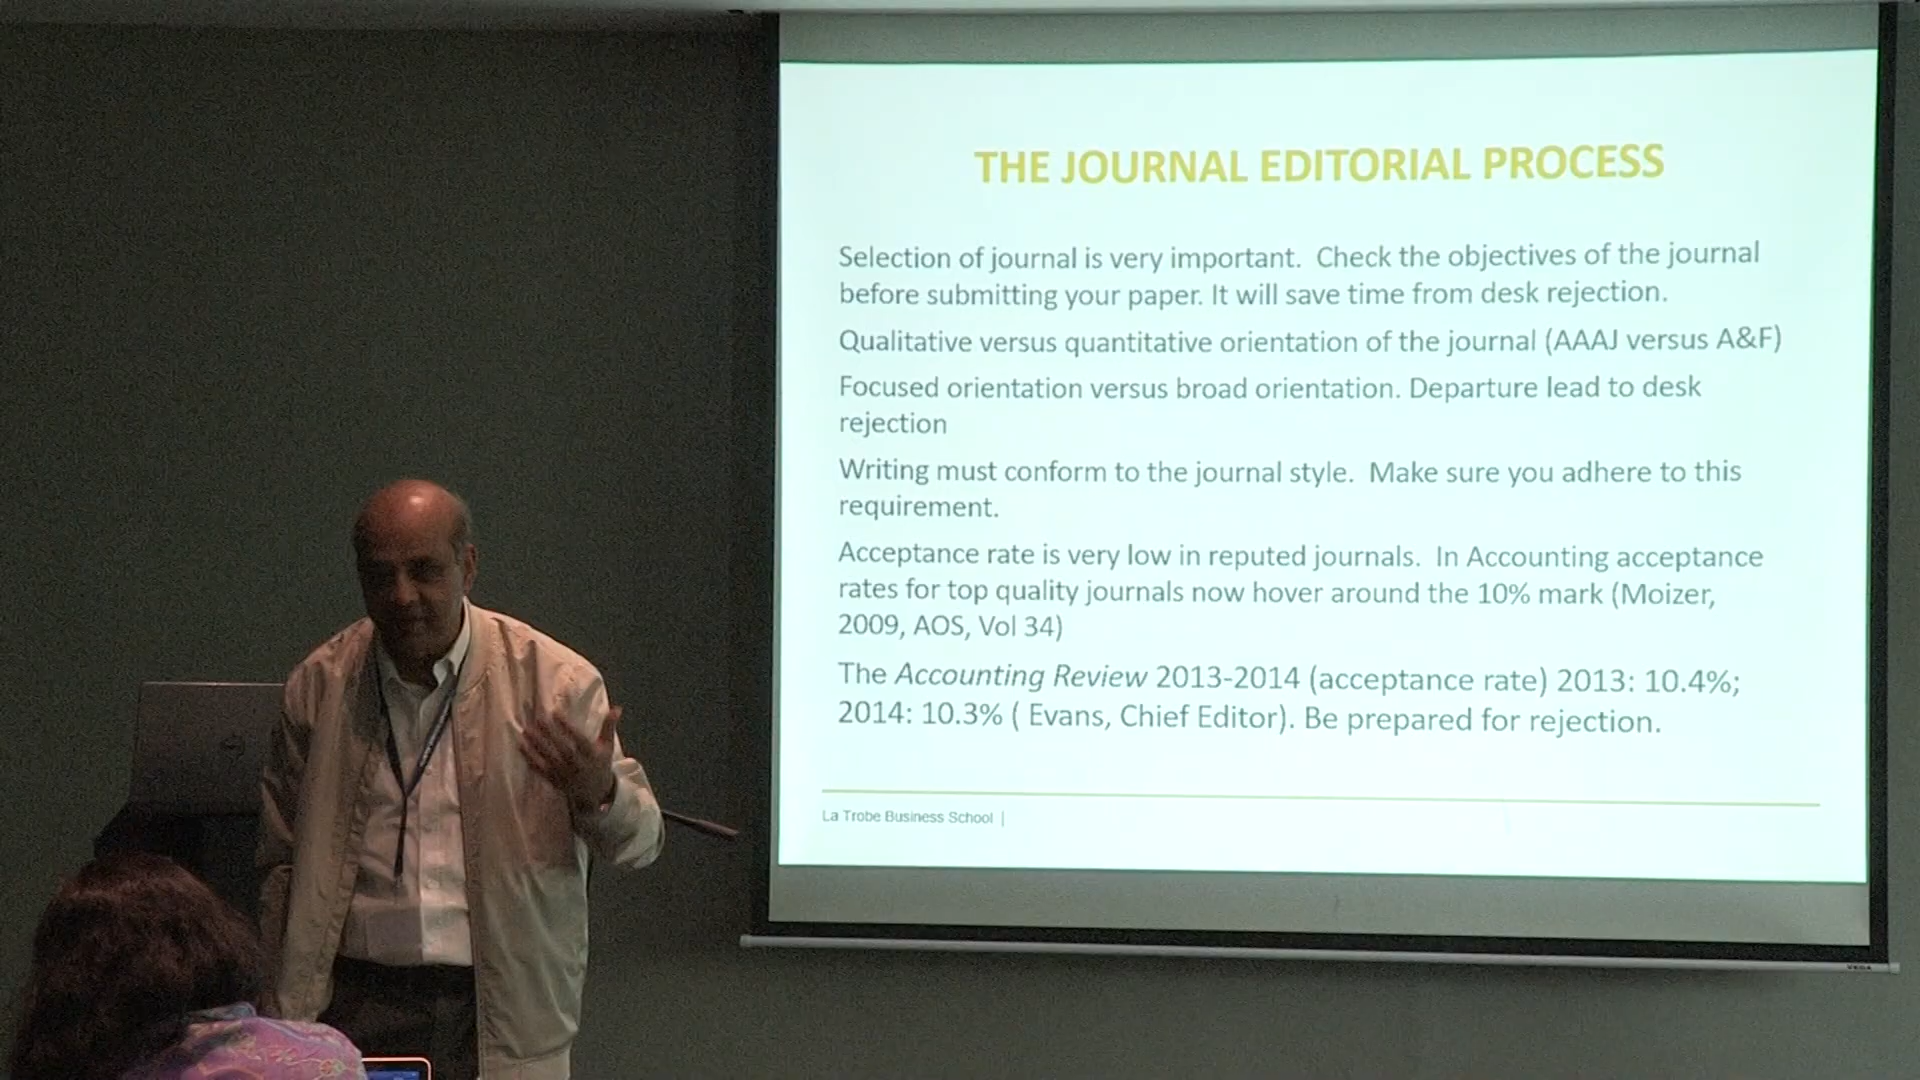 THE JOURNAL EDITORIAL PROCESS
Selection of journal is very important.  Check the objectives of the journal
before submitting your paper. It will save time from desk rejection.
Qualitative versus quantitative orientation of the journal (AAAJ versus A&F)
Focused orientation versus broad orientation. Departure lead to desk
rejection
Writing must conform to the journal style.  Make sure you adhere to this
requirement.
Acceptance rate is very low in reputed journals.  In Accounting acceptance
rates for top quality journals now hover around the 10% mark (Moizer,
2009, AOS, Vol 34)
The Accounting Review 2013-2014 (acceptance rate) 2013: 10.4%;
2014: 10.3% ( Evans, Chief Editor). Be prepared for rejection.
La Trobe Business School |
VEGA